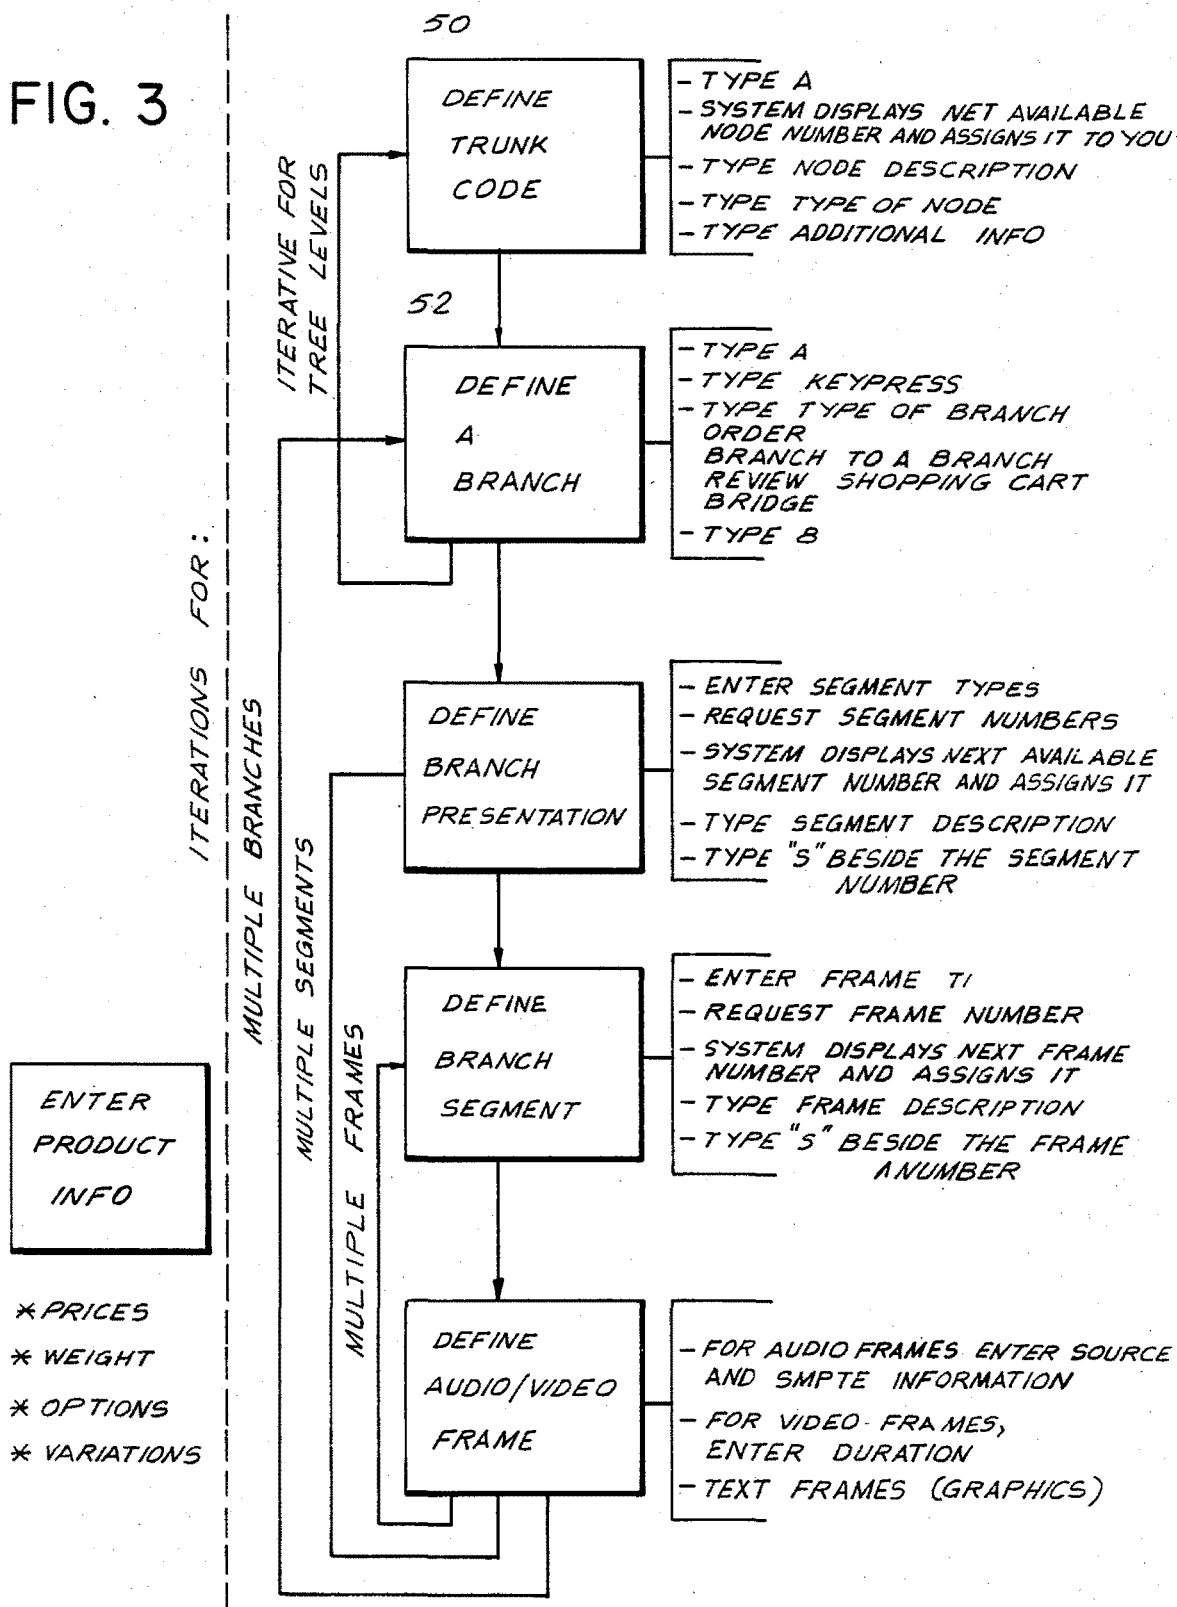 FIG. 3
50
DEFINE
TRUNK
CODE
- TYPE A
- SYSTEM DISPLAYS NET AVAILABLE
NODE NUMBER AND ASSIGNS IT TO YOU
- TYPE NODE DESCRIPTION
- TYPE TYPE OF NODE
- TYPE ADDITIONAL INFO
ITERATIVE FOR
TREE LEVELS
52
DEFINE
A
BRANCH
- TYPE A
- TYPE KEYPRESS
- TYPE TYPE OF BRANCH
ORDER
BRANCH TO A BRANCH
REVIEW SHOPPING CART
BRIDGE
- TYPE B
ITERATIONS FOR:
MULTIPLE BRANCHES
MULTIPLE SEGMENTS
MULTIPLE FRAMES
DEFINE
BRANCH
PRESENTATION
- ENTER SEGMENT TYPES
- REQUEST SEGMENT NUMBERS
- SYSTEM DISPLAYS NEXT AVAILABLE
SEGMENT NUMBER AND ASSIGNS IT
- TYPE SEGMENT DESCRIPTION
- TYPE "S" BESIDE THE SEGMENT
NUMBER
DEFINE
BRANCH
SEGMENT
- ENTER FRAME
- REQUEST FRAME NUMBER
- SYSTEM DISPLAYS NEXT FRAME
NUMBER AND ASSIGNS IT
- TYPE FRAME DESCRIPTION
- TYPE "S" BESIDE THE FRAME
ANUMBER
ENTER
PRODUCT
INFO
* PRICES
* WEIGHT
* OPTIONS
* VARIATIONS
DEFINE
AUDIO/VIDEO
FRAME
- FOR AUDIO FRAMES ENTER SOURCE
AND SMPTE INFORMATION
- FOR VIDEO FRAMES,
ENTER DURATION
- TEXT FRAMES (GRAPHICS)